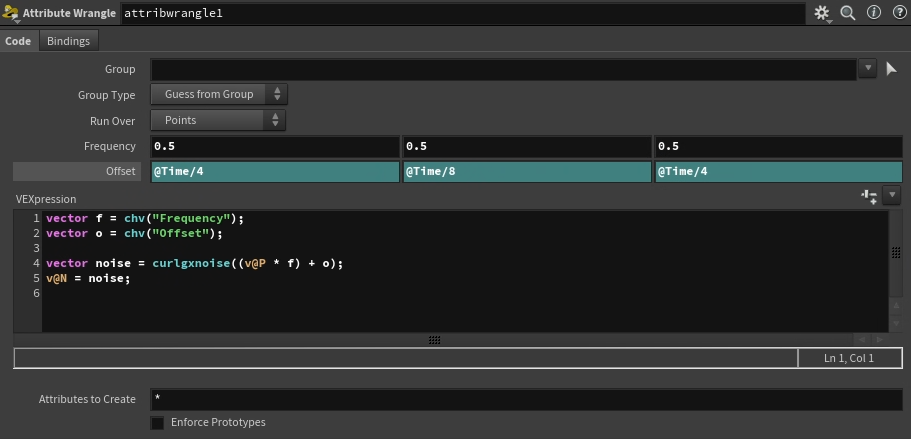 Attribute Wrangle attribwrangle1
Code Bindings
Group
Group Type Guess from Group
Run Over Points
Frequency 0.5 0.5 0.5
Offset @Time/4 @Time/8 @Time/4
VEXpression
1 vector f = chv("Frequency");
2 vector o = chv("Offset");
3
4 vector noise = curlgxnoise((v@P * f) + o);
5 v@N = noise;
6
Ln 1, Col 1
Attributes to Create *
Enforce Prototypes